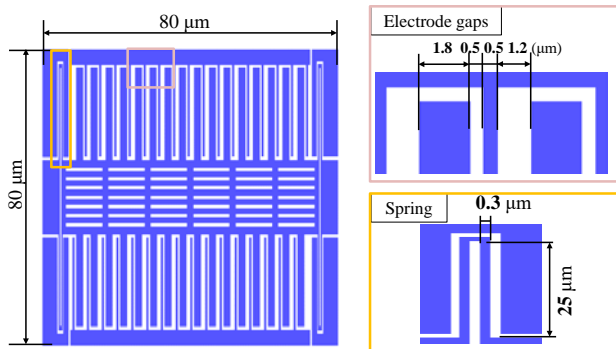 80 μm
80 μm
Electrode gaps
1.8 0.5 0.5 1.2 (μm)
Spring
0.3 μm
25 μm